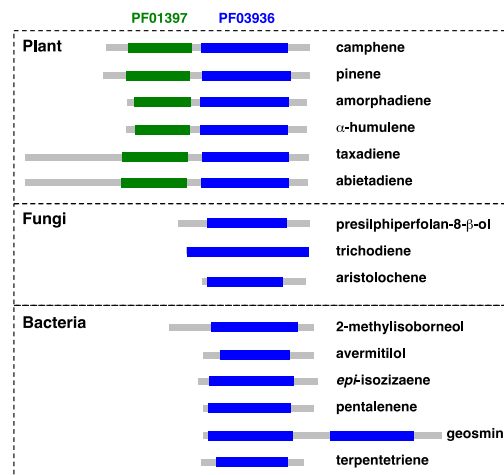 PF01397 PF03936
Plant
camphene
pinene
amorphadiene
α-humulene
taxadiene
abietadiene
Fungi
presilphiperfolan-8-β-ol
trichodiene
aristolochene
Bacteria
2-methylisoborneol
avermitilol
epi-isozizaene
pentalenene
geosmin
terpentetriene